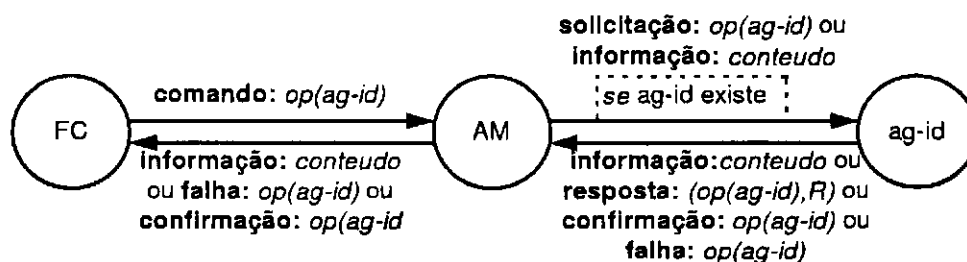 solicitação: op(ag-id) ou
informação: conteudo
se ag-id existe
comando: op(ag-id)
FC
AM
ag-id
informação: conteudo
ou falha: op(ag-id) ou
confirmação: op(ag-id
informação:conteudo ou
resposta: (op(ag-id),R) ou
confirmação: op(ag-id) ou
falha: op(ag-id)